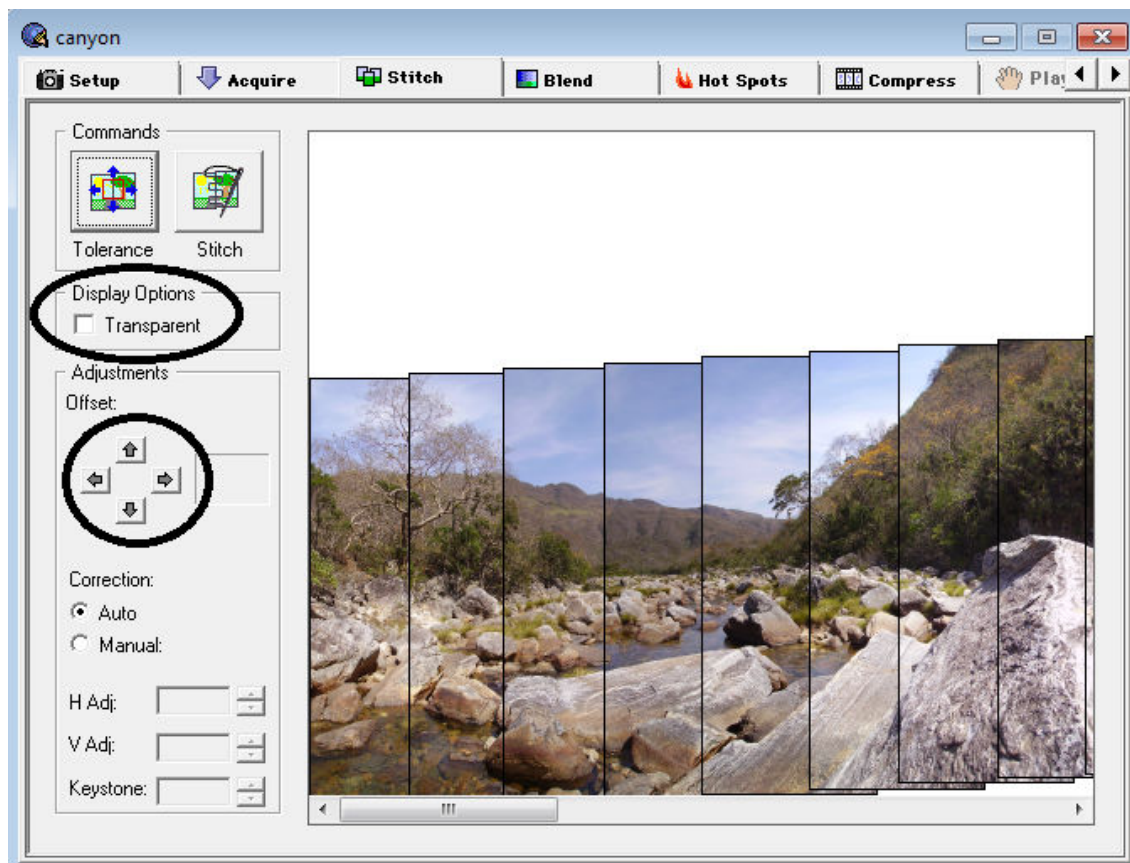 canyon
Setup Acquire Stitch Blend Hot Spots Compress
Commands
Tolerance Stitch
Display Options
Transparent
Adjustments
Offset:
Correction:
Auto
Manual:
H Adj:
V Adj:
Keystone: